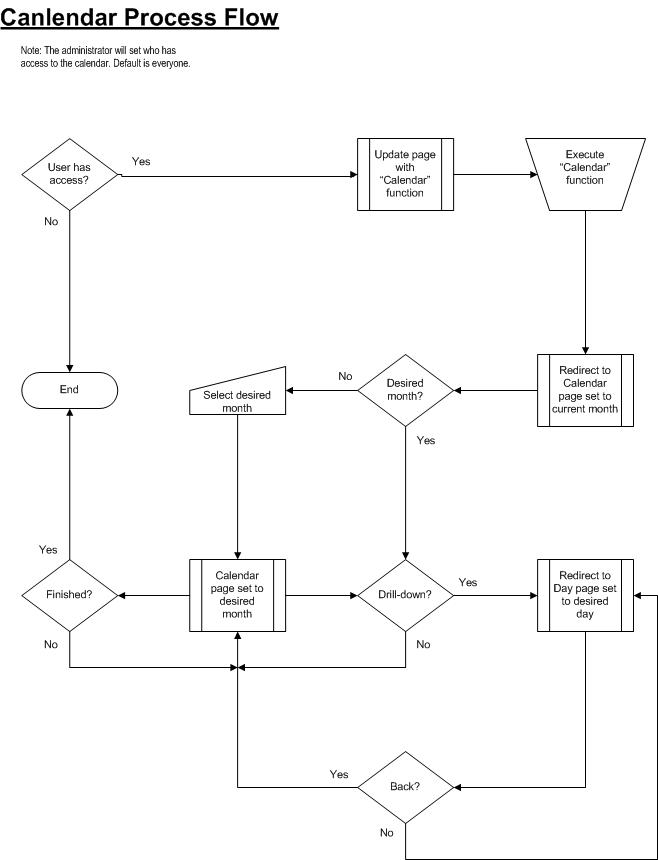 Canlendar Process Flow
Note: The administrator will set who has
access to the calendar. Default is everyone.
User has
access?
Yes
No
Update page
with
“Calendar”
function
Execute
“Calendar”
function
End
Select desired
month
No
Desired
month?
Yes
Redirect to
Calendar
page set to
current month
Yes
Finished?
No
Calendar
page set to
desired
month
Drill-down?
Yes
No
Redirect to
Day page set
to desired
day
Yes
Back?
No